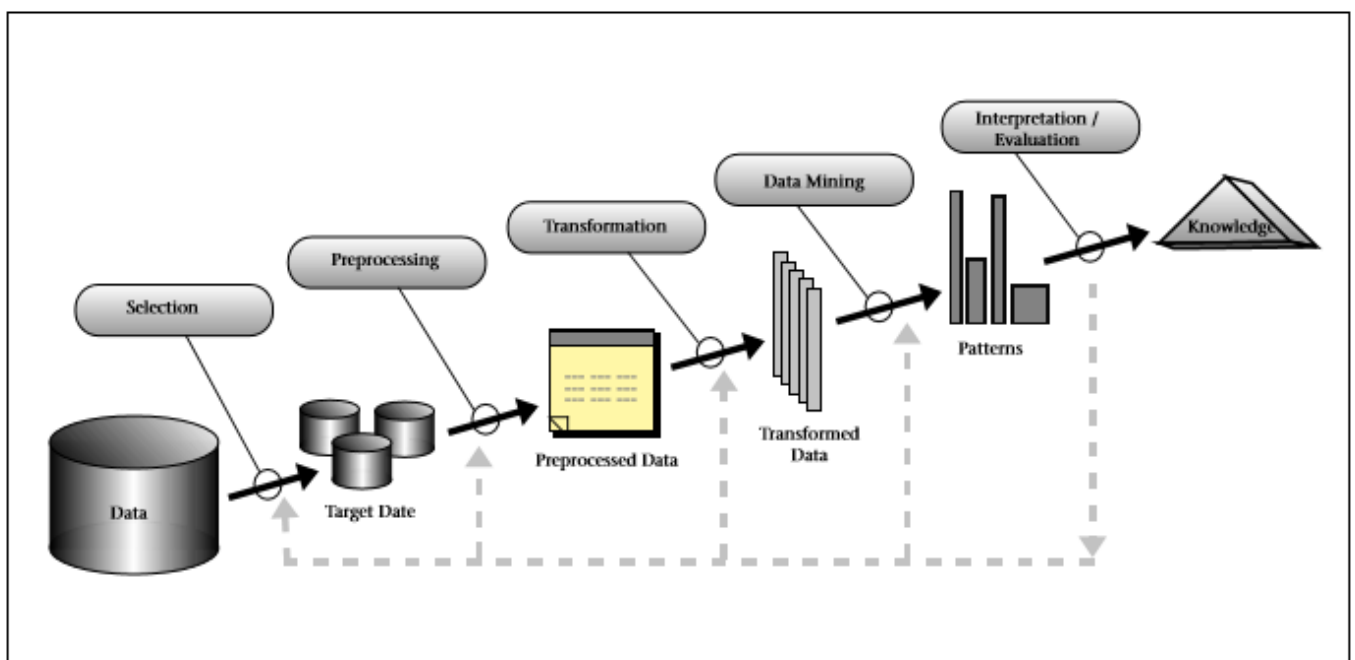 Interpretation /
Evaluation
Data Mining
Transformation
Preprocessing
Selection
Knowledge
Patterns
Transformed
Data
Preprocessed Data
Target Date
Data